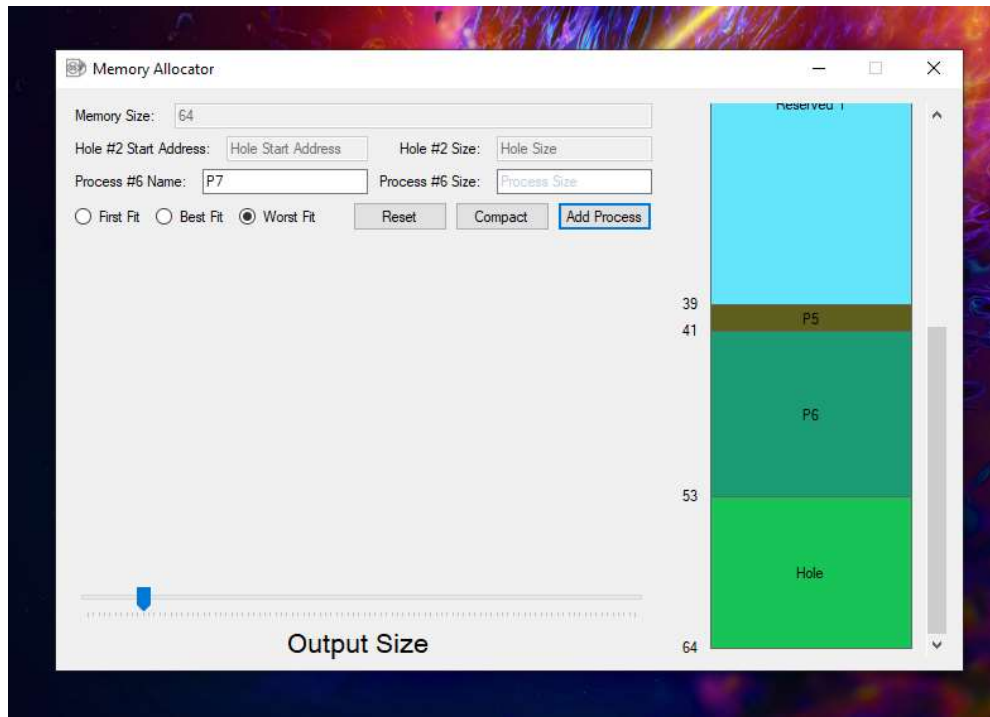 Memory Allocator
Memory Size: 64
Hole #2 Start Address: Hole Start Address Hole #2 Size: Hole Size
Process #6 Name: P7 Process #6 Size: Process Size
First Fit Best Fit Worst Fit Reset Compact Add Process
Output Size
Reserved 1
39
P5
41
P6
53
Hole
64